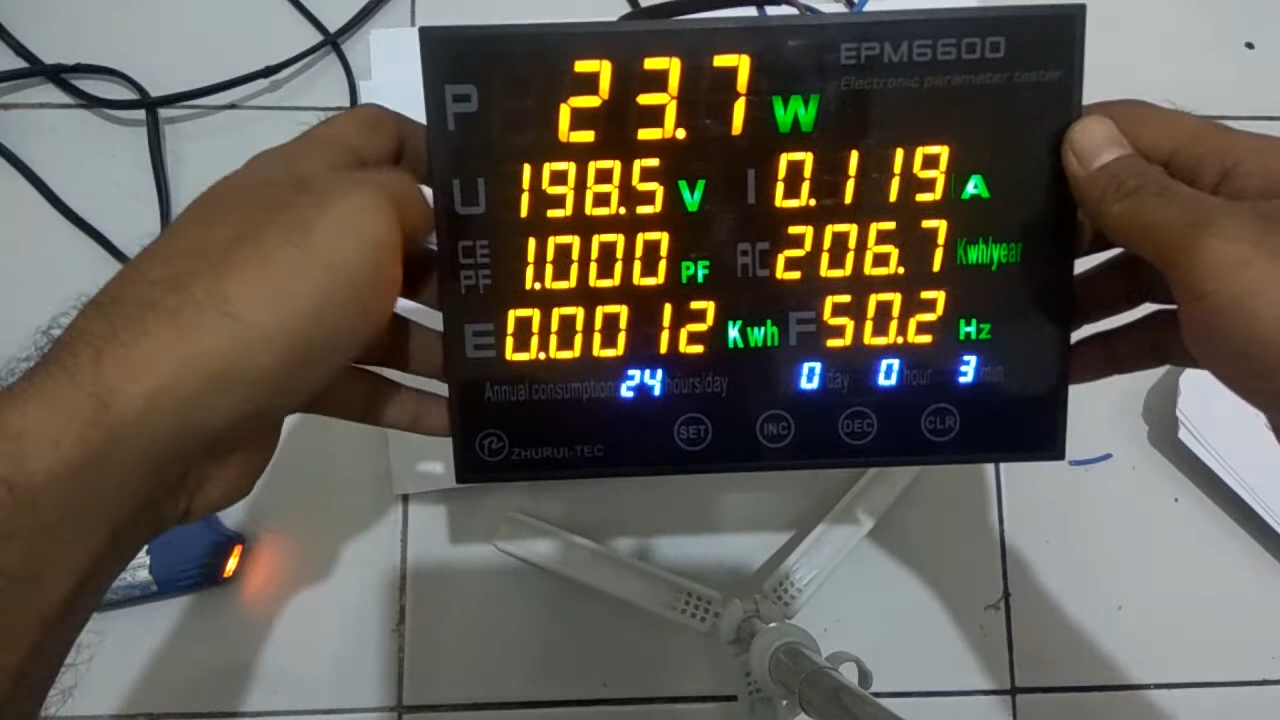 EPM6600
Electronic parameter tester
P 23.7 W
U 198.5 V I 0.119 A
CE PF 1.000 PF AC 206.7 Kwh/year
E 0.0012 Kwh F 50.2 Hz
Annual consumption 24 hours/day 0 day 0 hour 3 min
SET INC DEC CLR
ZHURUI-TEC